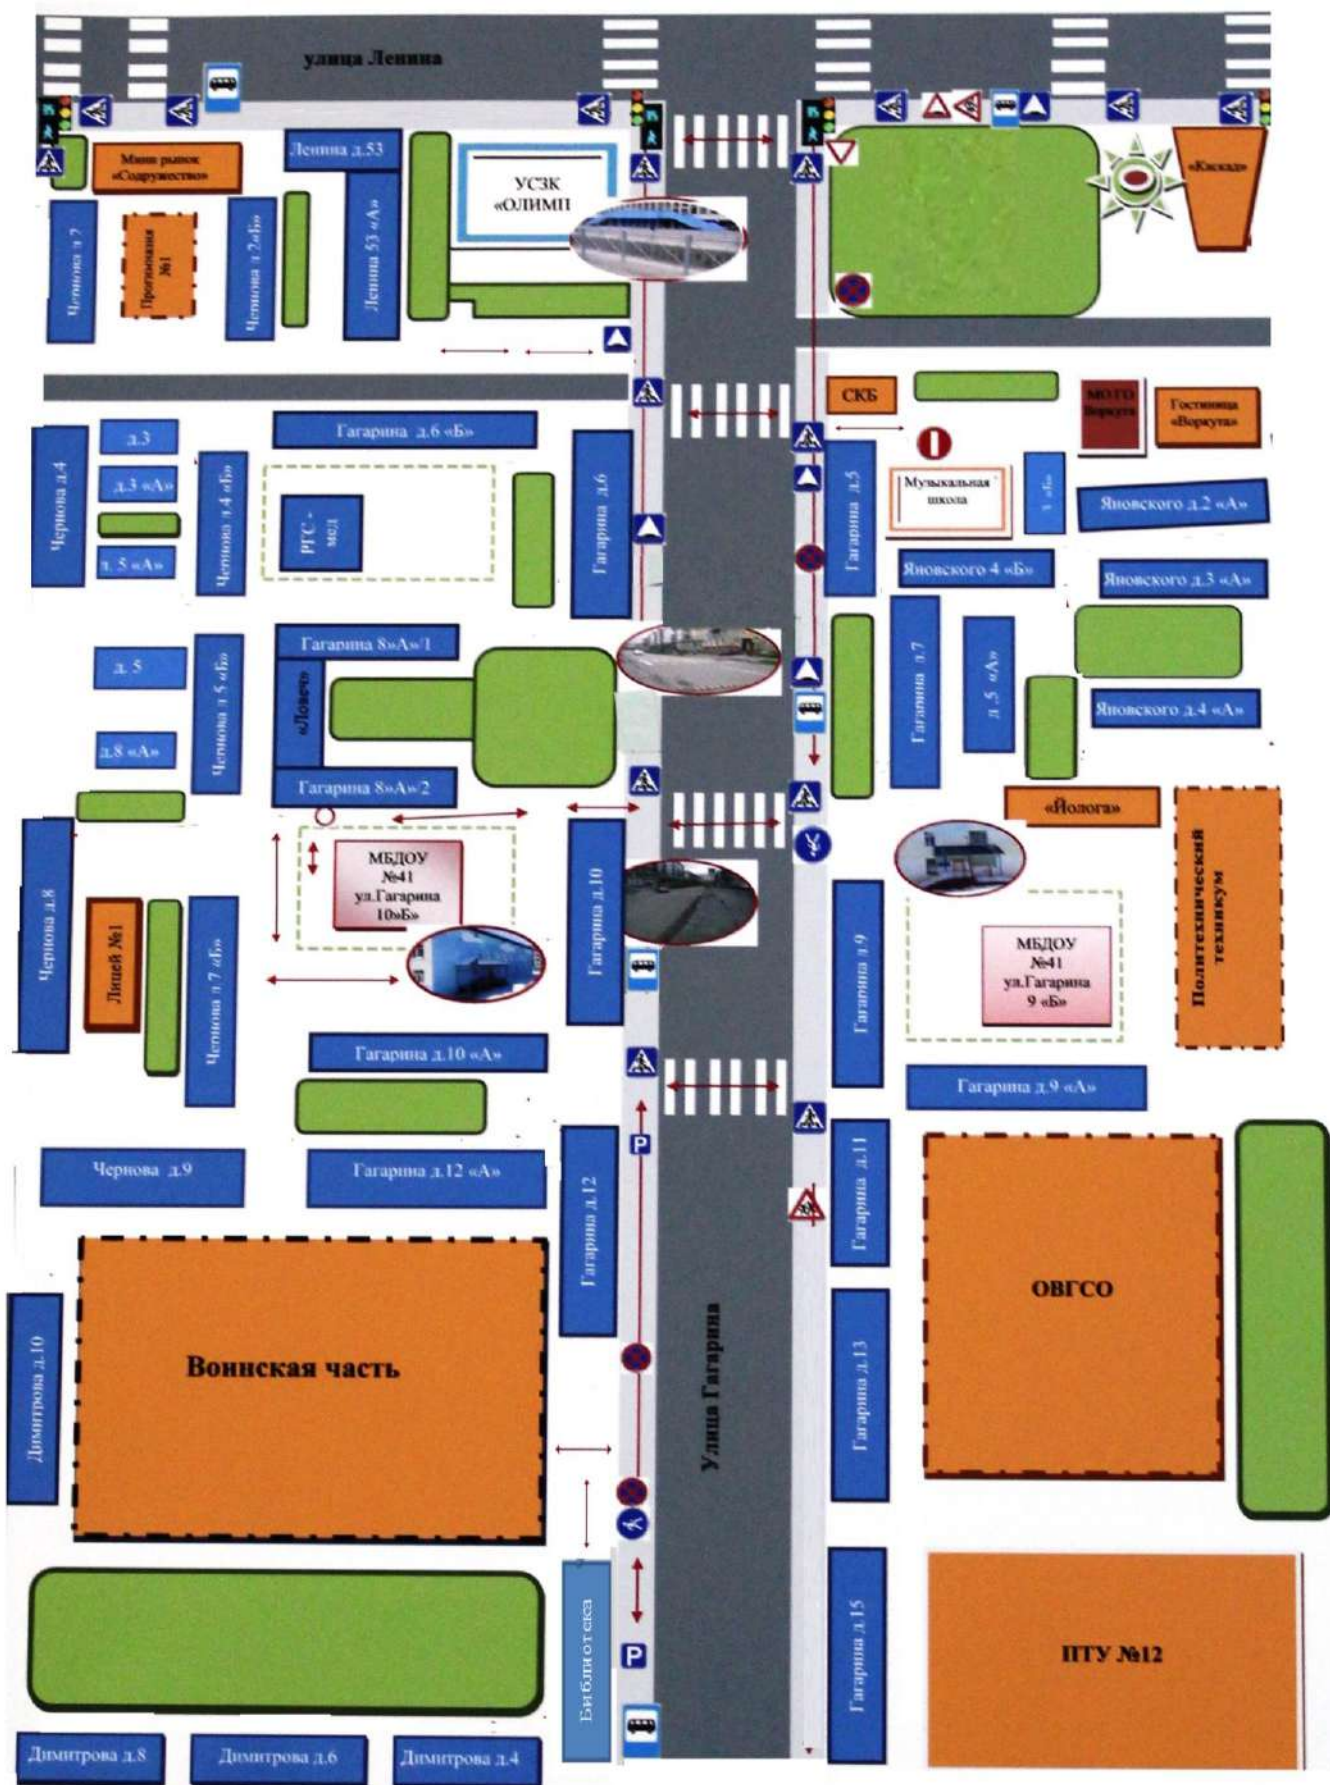 улица Ленина
Мини рынок
«Содружество»
Ленина д.53
УСЗК
«ОЛИМП
«Каскад»
Чернова д 2
Прогимназия
№1
Чернова д 2«Б»
Ленина 53 «А»
СКБ
МО ГО
Воркута
Гостиница
«Воркута»
Гагарина д.6 «Б»
Чернова д.4
д.3
д.3 «А»
д. 5 «А»
Чернова д.4 «Б»
РГС -
мед
Гагарина д.6
Гагарина д.5
Музыкальная
школа
Яновского д.2 «А»
Яновского 4 «Б»
Яновского д.3 «А»
д. 5
д.8 «А»
Чернова д.5 «Б»
Гагарина 8»А»/1
«Ловеч»
Гагарина 8»А»/2
Гагарина д.7
д .5 «А»
Яновского д.4 «А»
«Йолога»
Политехнический
техникум
Чернова д.8
Лицей №1
Чернова д.7 «Б»
МБДОУ
№41
ул.Гагарина
10»Б»
Гагарина д.10
Гагарина д.9
МБДОУ
№41
ул.Гагарина
9 «Б»
Гагарина д.10 «А»
Гагарина д.9 «А»
Чернова д.9
Гагарина д.12 «А»
Гагарина д.12
P
Гагарина д.11
ОВГСО
Димитрова д.10
Воинская часть
Улица Гагарина
Гагарина д.13
Библиотека
P
Гагарина д.15
ПТУ №12
Димитрова д.8
Димитрова д.6
Димитрова д.4